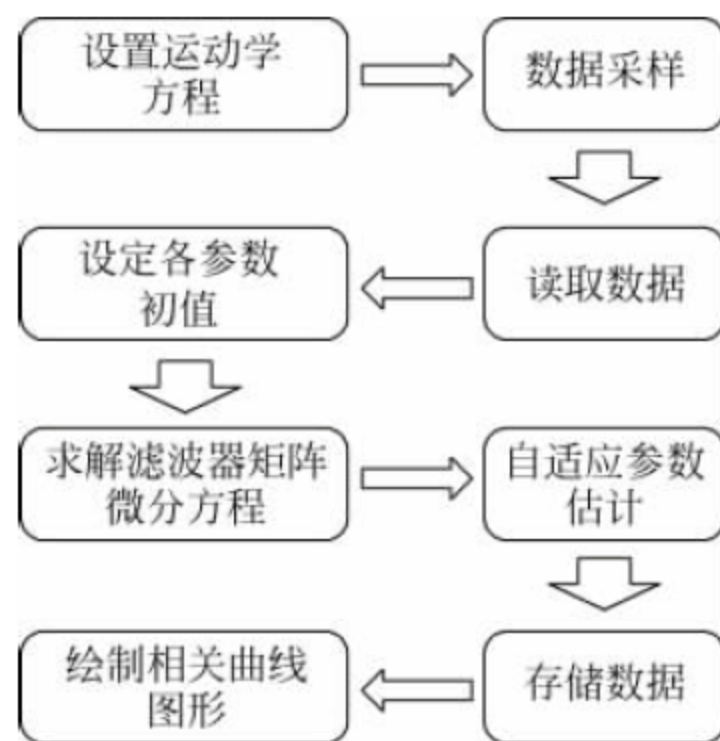 设置运动学
方程
数据采样
读取数据
设定各参数
初值
求解滤波器矩阵
微分方程
自适应参数
估计
存储数据
绘制相关曲线
图形